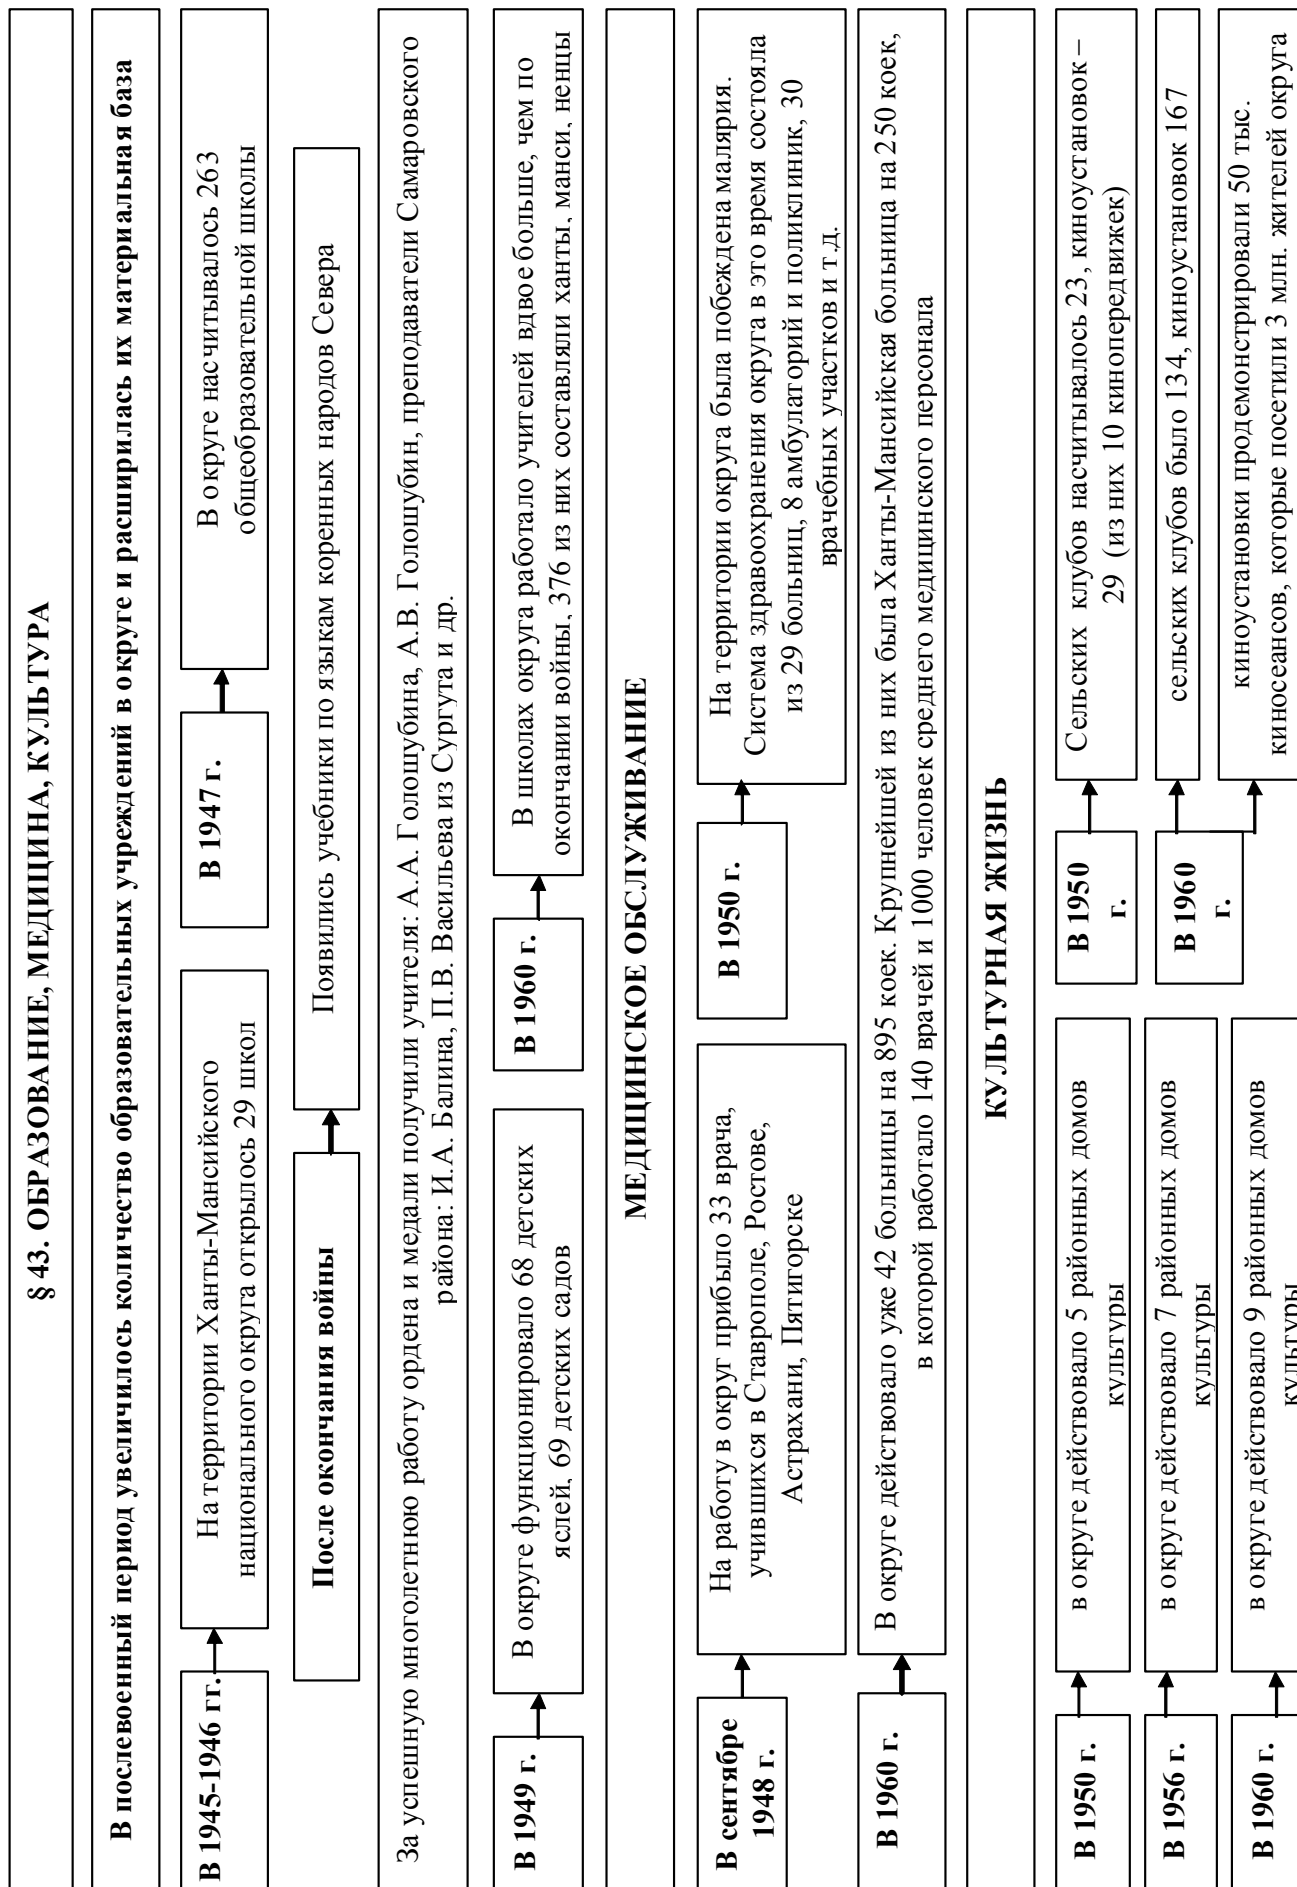 § 43. ОБРАЗОВАНИЕ, МЕДИЦИНА, КУЛЬТУРА
В послевоенный период увеличилось количество образовательных учреждений в округе и расширилась их материальная база
В 1945-1946 гг.
На территории Ханты-Мансийского
национального округа открылось 29 школ
В 1947, г.
В округе насчитывалось 263
общеобразовательной школы
После окончания войны
Появились учебники по языкам коренных народов Севера
За успешную многолетнюю работу ордена и медали получили учителя: А.А. Голошубина, А.В. Голошубин, преподаватели Самаровского
района: И.А. Балина, П.В. Васильева из Сургута и др.
В 1949 г.
В округе функционировало 68 детских
яслей, 69 детских садов
В 1960 г.
В школах округа работало учителей вдвое больше, чем по
окончании войны, 376 из них составляли ханты, манси, ненцы
МЕДИЦИНСКОЕ ОБСЛУЖИВАНИЕ
В сентябре
1948 г.
На работу в округ прибыло 33 врача,
учившихся в Ставрополе, Ростове,
Астрахани, Пятигорске
В 1950 г.
На территории округа была побеждена малярия.
Система здравоохранения округа в это время состояла
из 29 больниц, 8 амбулаторий и поликлиник, 30
врачебных участков и т.д.
В 1960 г.
В округе действовало уже 42 больницы на 895 коек. Крупнейшей из них была Ханты-Мансийская больница на 250 коек,
в которой работало 140 врачей и 1000 человек среднего медицинского персонала
КУЛЬТУРНАЯ ЖИЗНЬ
В 1950 г.
в округе действовало 5 районных домов
культуры
В 1950
г.
Сельских клубов насчитывалось 23, киноустановок –
29 (из них 10 кинопередвижек)
В 1956 г.
в округе действовало 7 районных домов
культуры
В 1960
г.
сельских клубов было 134, киноустановок 167
В 1960 г.
в округе действовало 9 районных домов
культуры
киноустановки продемонстрировали 50 тыс.
киносеансов, которые посетили 3 млн. жителей округа